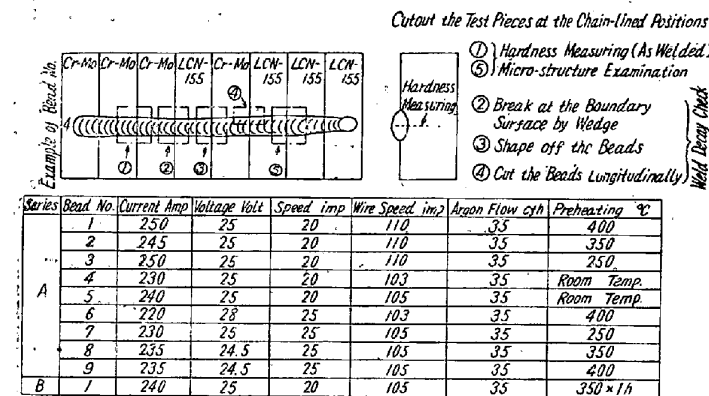 Cutout the Test Pieces at the Chain-lined Positions
Example of Bead No.
Cr-Mo Cr-Mo Cr-Mo LCN-155 Cr-Mo LCN-155 LCN-155 LCN-155
4
④
① ② ③ ⑤
Hardness Measuring
① Hardness Measuring (As Welded)
⑤ Micro-structure Examination
② Break at the Boundary
Surface by Wedge
③ Shape off the Beads
④ Cut the Beads Lungitudinally
Weld Decay Check
Series Bead No. Current Amp Voltage Volt Speed imp Wire Speed imp Argon Flow cfh Preheating °C
A
1 250 25 20 110 35 400
2 245 25 20 110 35 350
3 250 25 20 110 35 250
4 230 25 20 103 35 Room Temp.
5 240 25 20 105 35 Room Temp.
6 220 28 25 103 35 400
7 230 25 25 105 35 250
8 235 24.5 25 105 35 350
9 235 24.5 25 105 35 400
B 1 240 25 20 105 35 350×1h